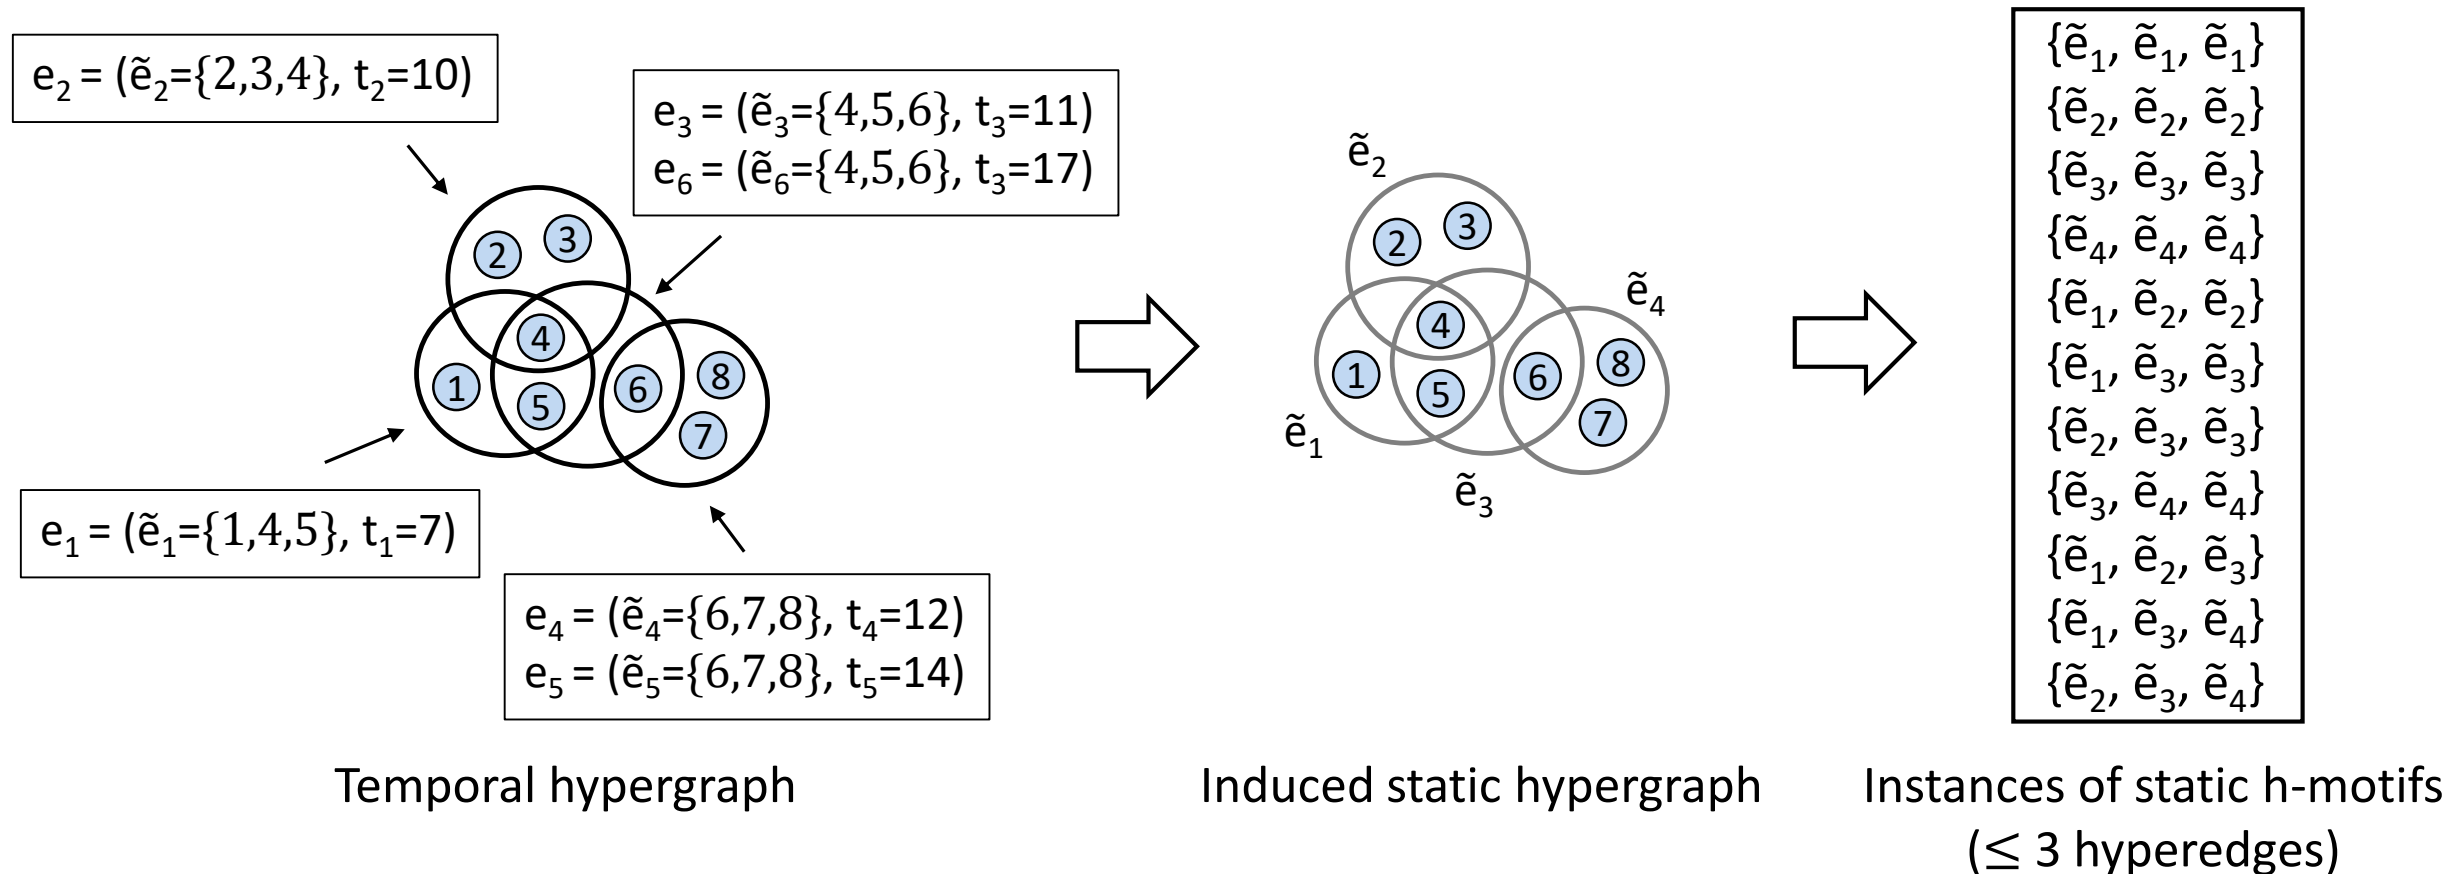 e₂ = (ẽ₂={2,3,4}, t₂=10)
e₃ = (ẽ₃={4,5,6}, t₃=11)
e₆ = (ẽ₆={4,5,6}, t₃=17)
2
3
4
1
5
6
8
7
e₁ = (ẽ₁={1,4,5}, t₁=7)
e₄ = (ẽ₄={6,7,8}, t₄=12)
e₅ = (ẽ₅={6,7,8}, t₅=14)
Temporal hypergraph
ẽ₂
2
3
ẽ₄
4
1
5
6
8
7
ẽ₁
ẽ₃
Induced static hypergraph
{ẽ₁, ẽ₁, ẽ₁}
{ẽ₂, ẽ₂, ẽ₂}
{ẽ₃, ẽ₃, ẽ₃}
{ẽ₄, ẽ₄, ẽ₄}
{ẽ₁, ẽ₂, ẽ₂}
{ẽ₁, ẽ₃, ẽ₃}
{ẽ₂, ẽ₃, ẽ₃}
{ẽ₃, ẽ₄, ẽ₄}
{ẽ₁, ẽ₂, ẽ₃}
{ẽ₁, ẽ₃, ẽ₄}
{ẽ₂, ẽ₃, ẽ₄}
Instances of static h-motifs
(≤ 3 hyperedges)